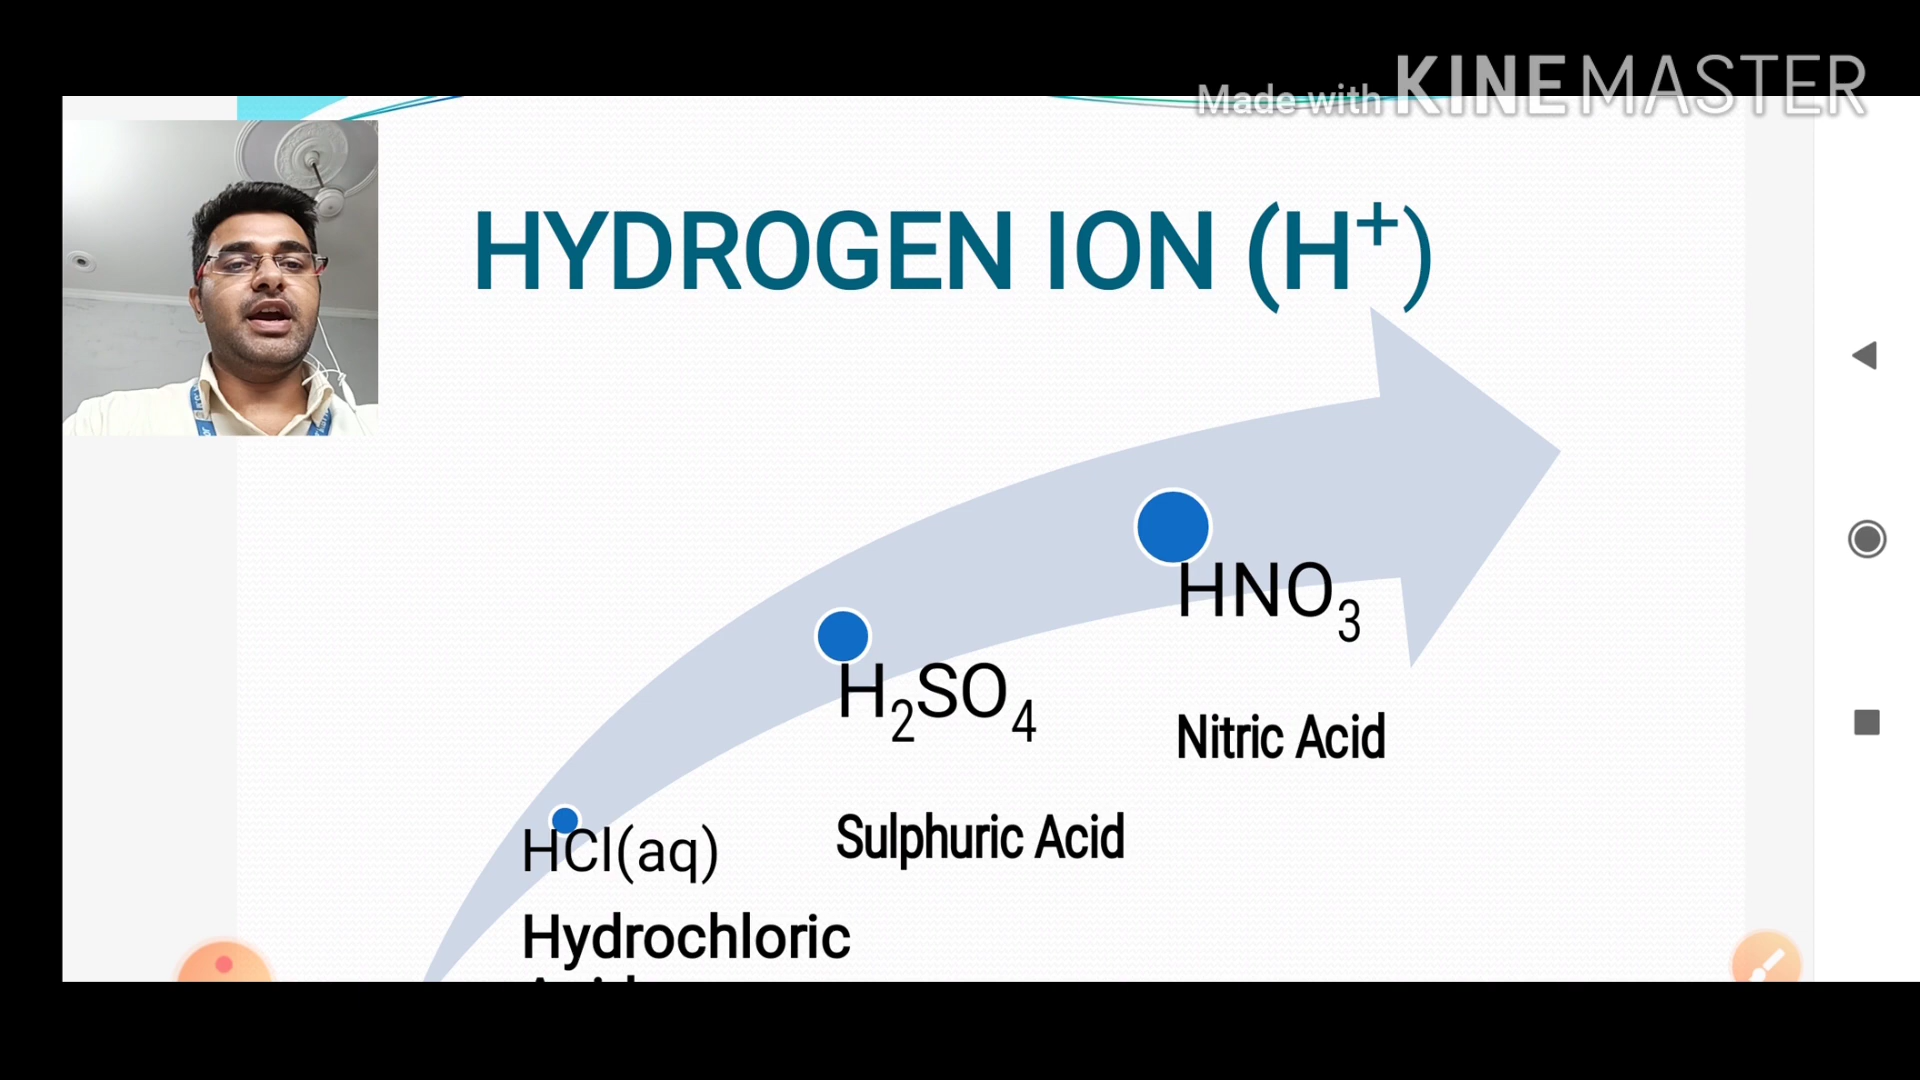 Made with KINEMASTER
HYDROGEN ION (H⁺)
HNO₃
H₂SO₄
Nitric Acid
Sulphuric Acid
HCl(aq)
Hydrochloric